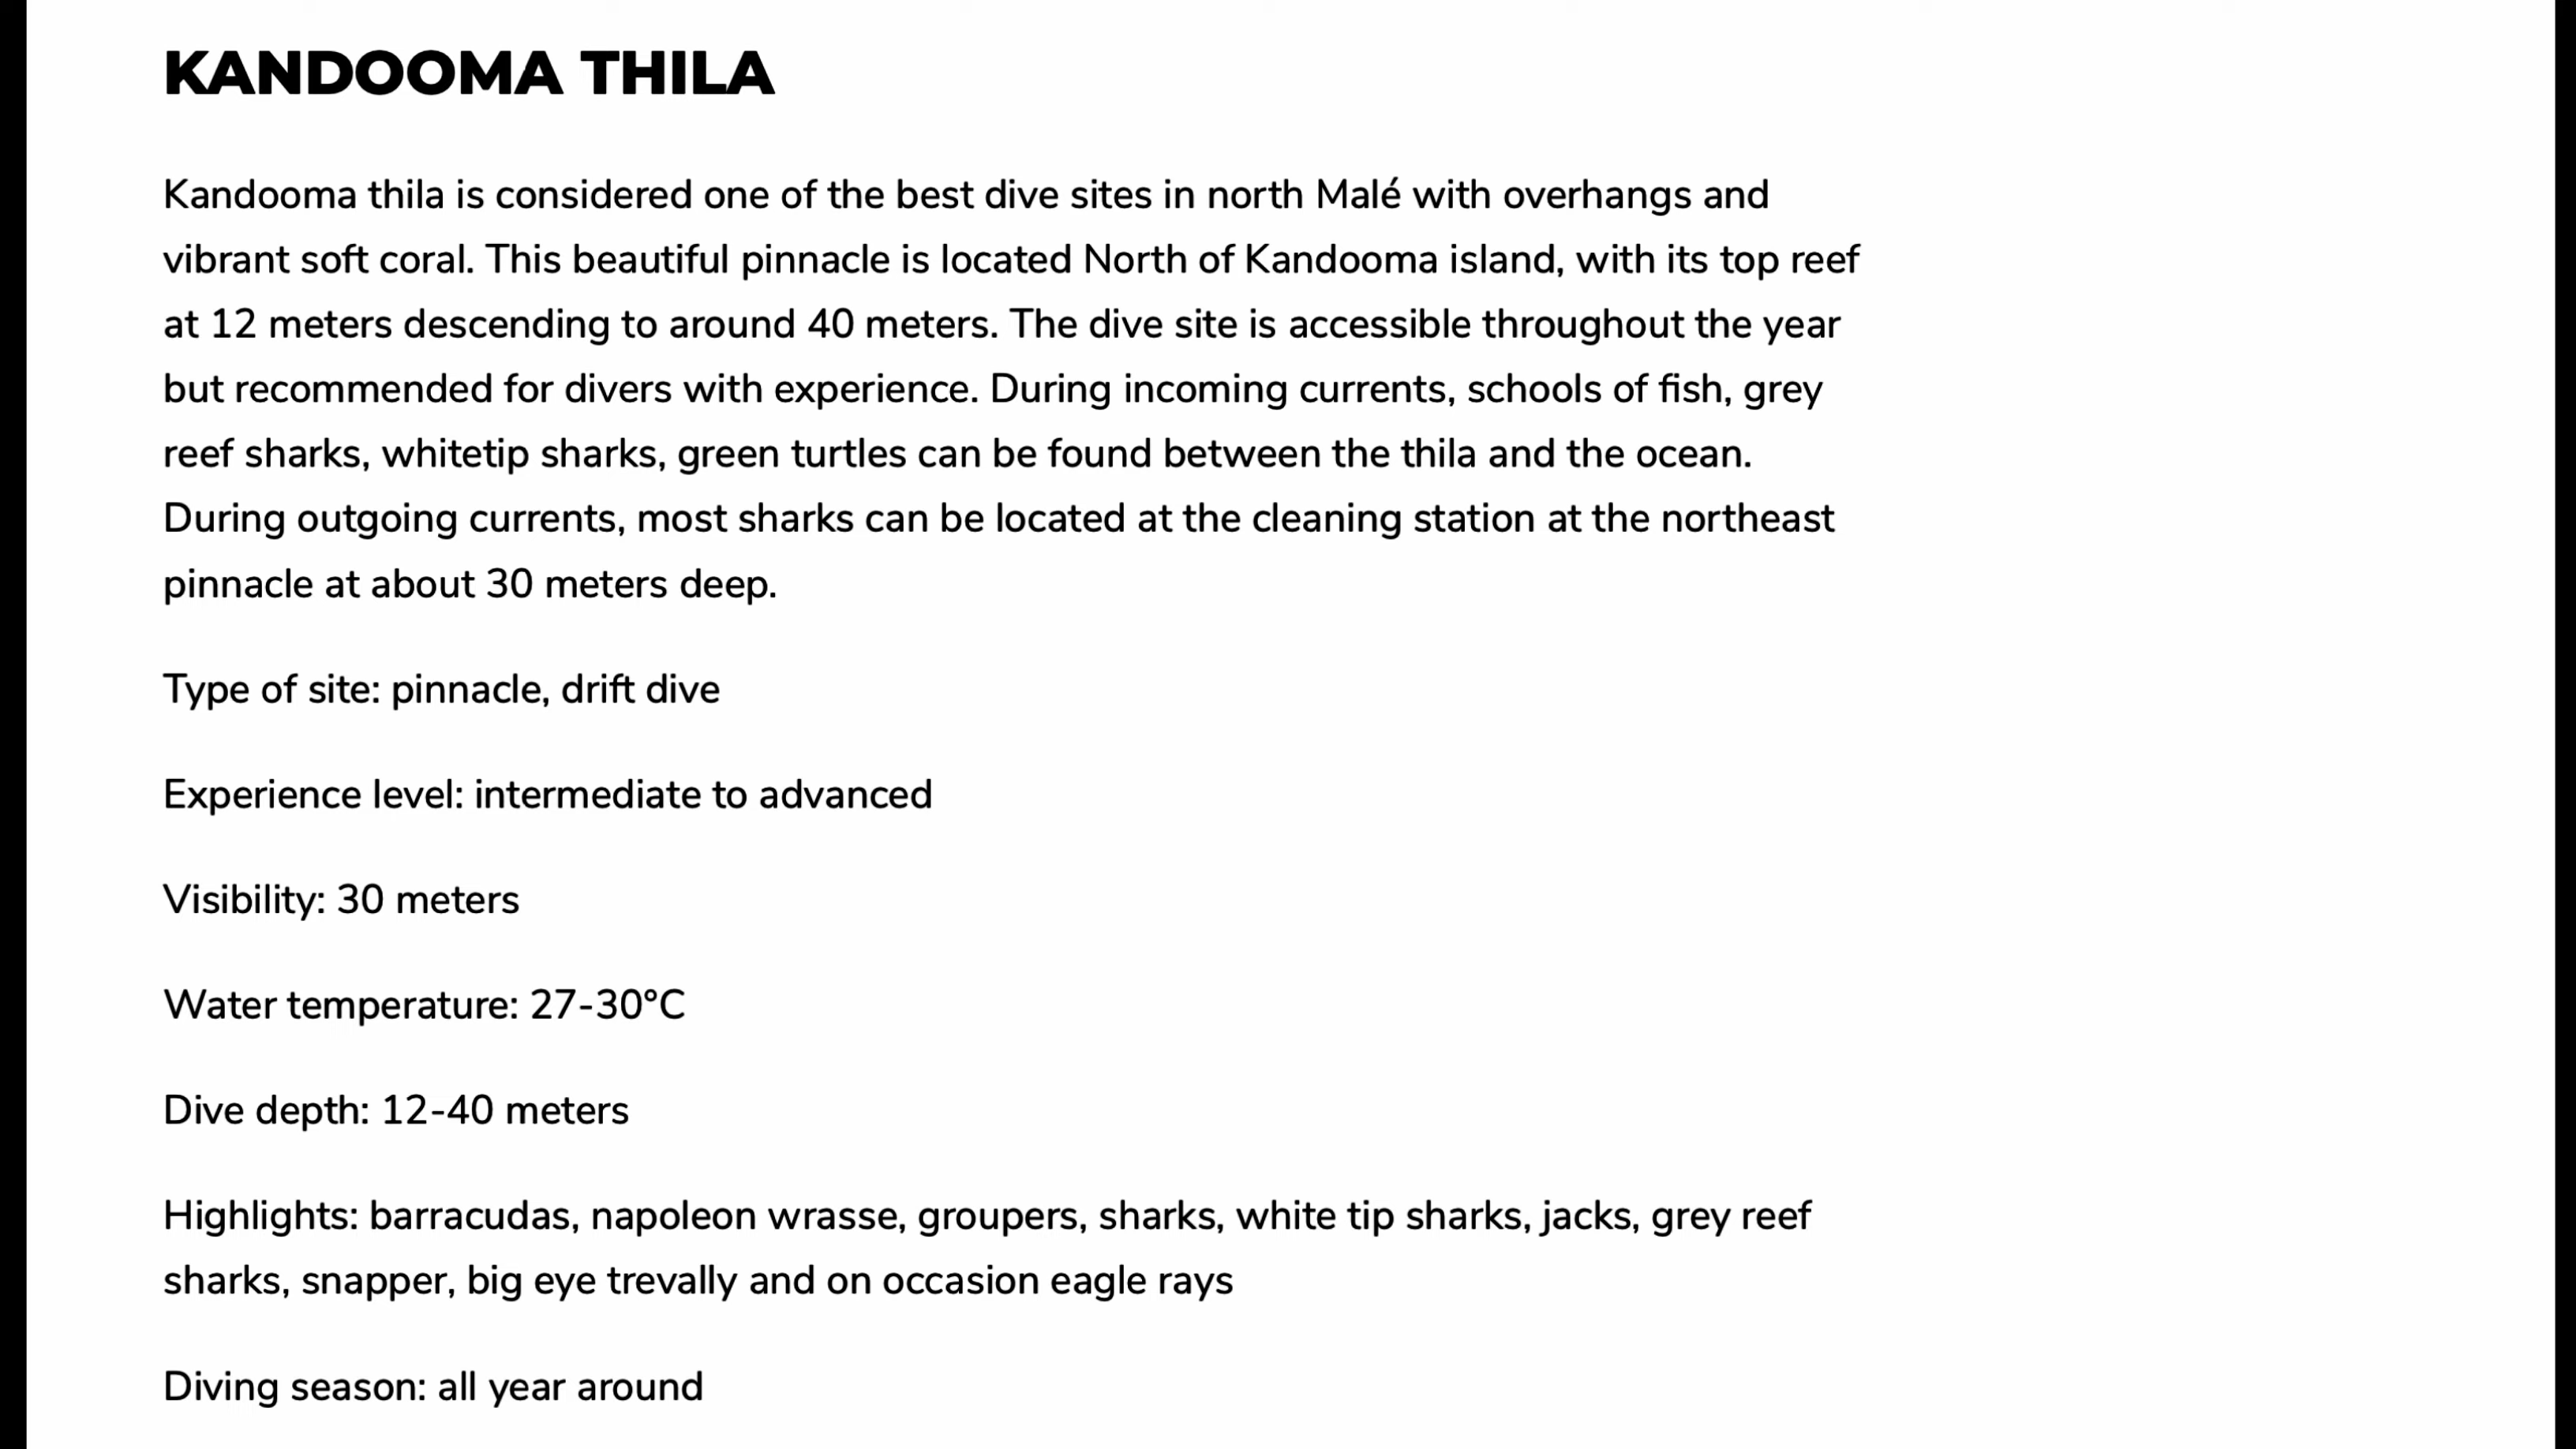 KANDOOMA THILA
Kandooma thila is considered one of the best dive sites in north Malé with overhangs and
vibrant soft coral. This beautiful pinnacle is located North of Kandooma island, with its top reef
at 12 meters descending to around 40 meters. The dive site is accessible throughout the year
but recommended for divers with experience. During incoming currents, schools of fish, grey
reef sharks, whitetip sharks, green turtles can be found between the thila and the ocean.
During outgoing currents, most sharks can be located at the cleaning station at the northeast
pinnacle at about 30 meters deep.
Type of site: pinnacle, drift dive
Experience level: intermediate to advanced
Visibility: 30 meters
Water temperature: 27-30°C
Dive depth: 12-40 meters
Highlights: barracudas, napoleon wrasse, groupers, sharks, white tip sharks, jacks, grey reef
sharks, snapper, big eye trevally and on occasion eagle rays
Diving season: all year around